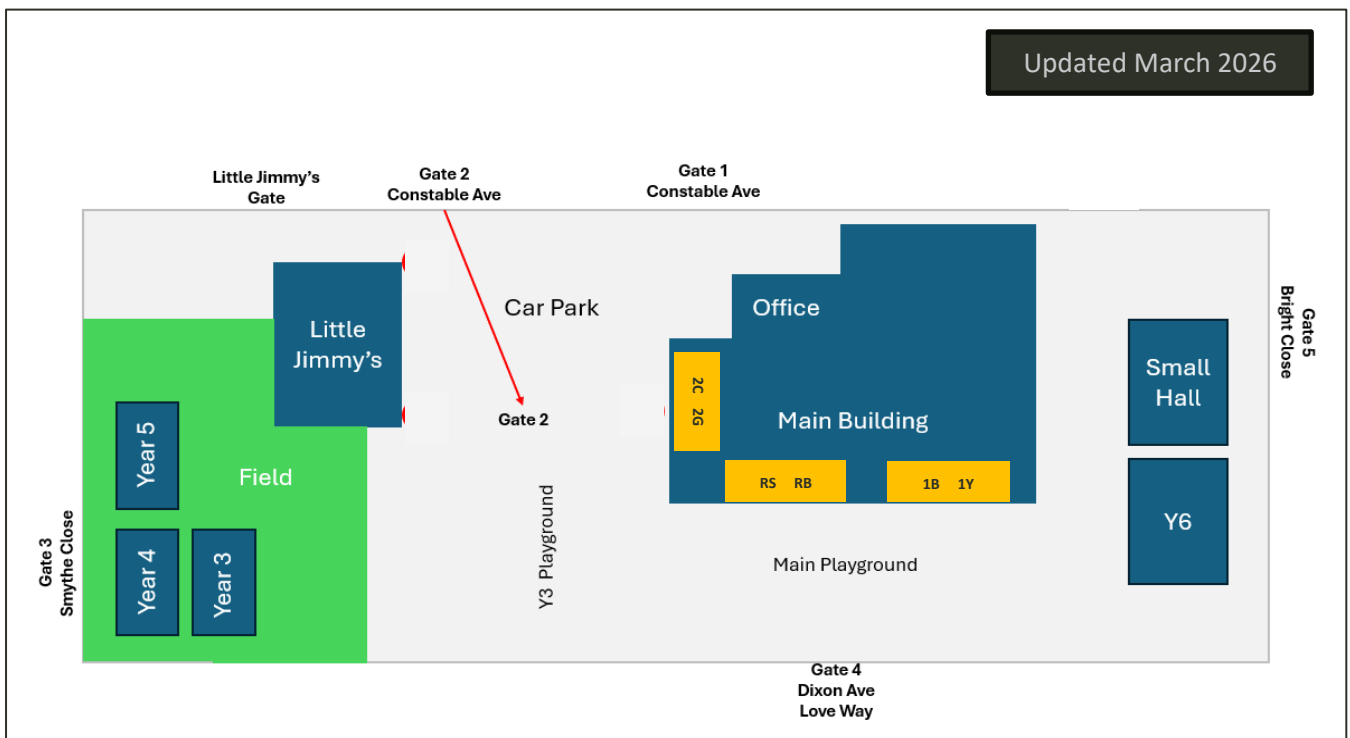 Updated March 2026
Little Jimmy's
Gate
Gate 2
Constable Ave
Gate 1
Constable Ave
Little
Jimmy's
Car Park
Office
Gate 5
Bright Close
Small
Hall
2C 2G
Gate 2
Main Building
Year 5
Field
RS RB
1B 1Y
Y6
Gate 3
Smythe Close
Year 4
Year 3
Y3 Playground
Main Playground
Gate 4
Dixon Ave
Love Way